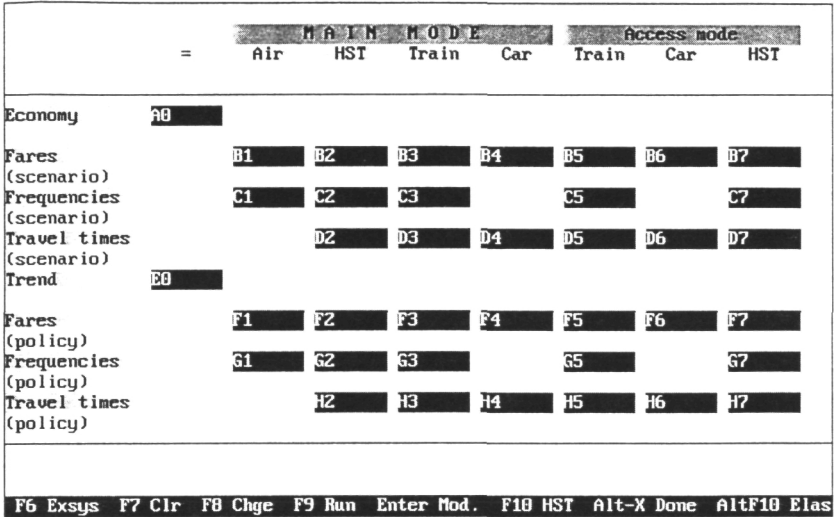 MAIN MODE Access mode
= Air HST Train Car Train Car HST
Economy A0
Fares B1 B2 B3 B4 B5 B6 B7
(scenario)
Frequencies C1 C2 C3 C5 C7
(scenario)
Travel times D2 D3 D4 D5 D6 D7
(scenario)
Trend E0
Fares F1 F2 F3 F4 F5 F6 F7
(policy)
Frequencies G1 G2 G3 G5 G7
(policy)
Travel times H2 H3 H4 H5 H6 H7
(policy)
F6 Exsys F7 Clr F8 Chge F9 Run Enter Mod. F10 HST Alt-X Done AltF10 Elas